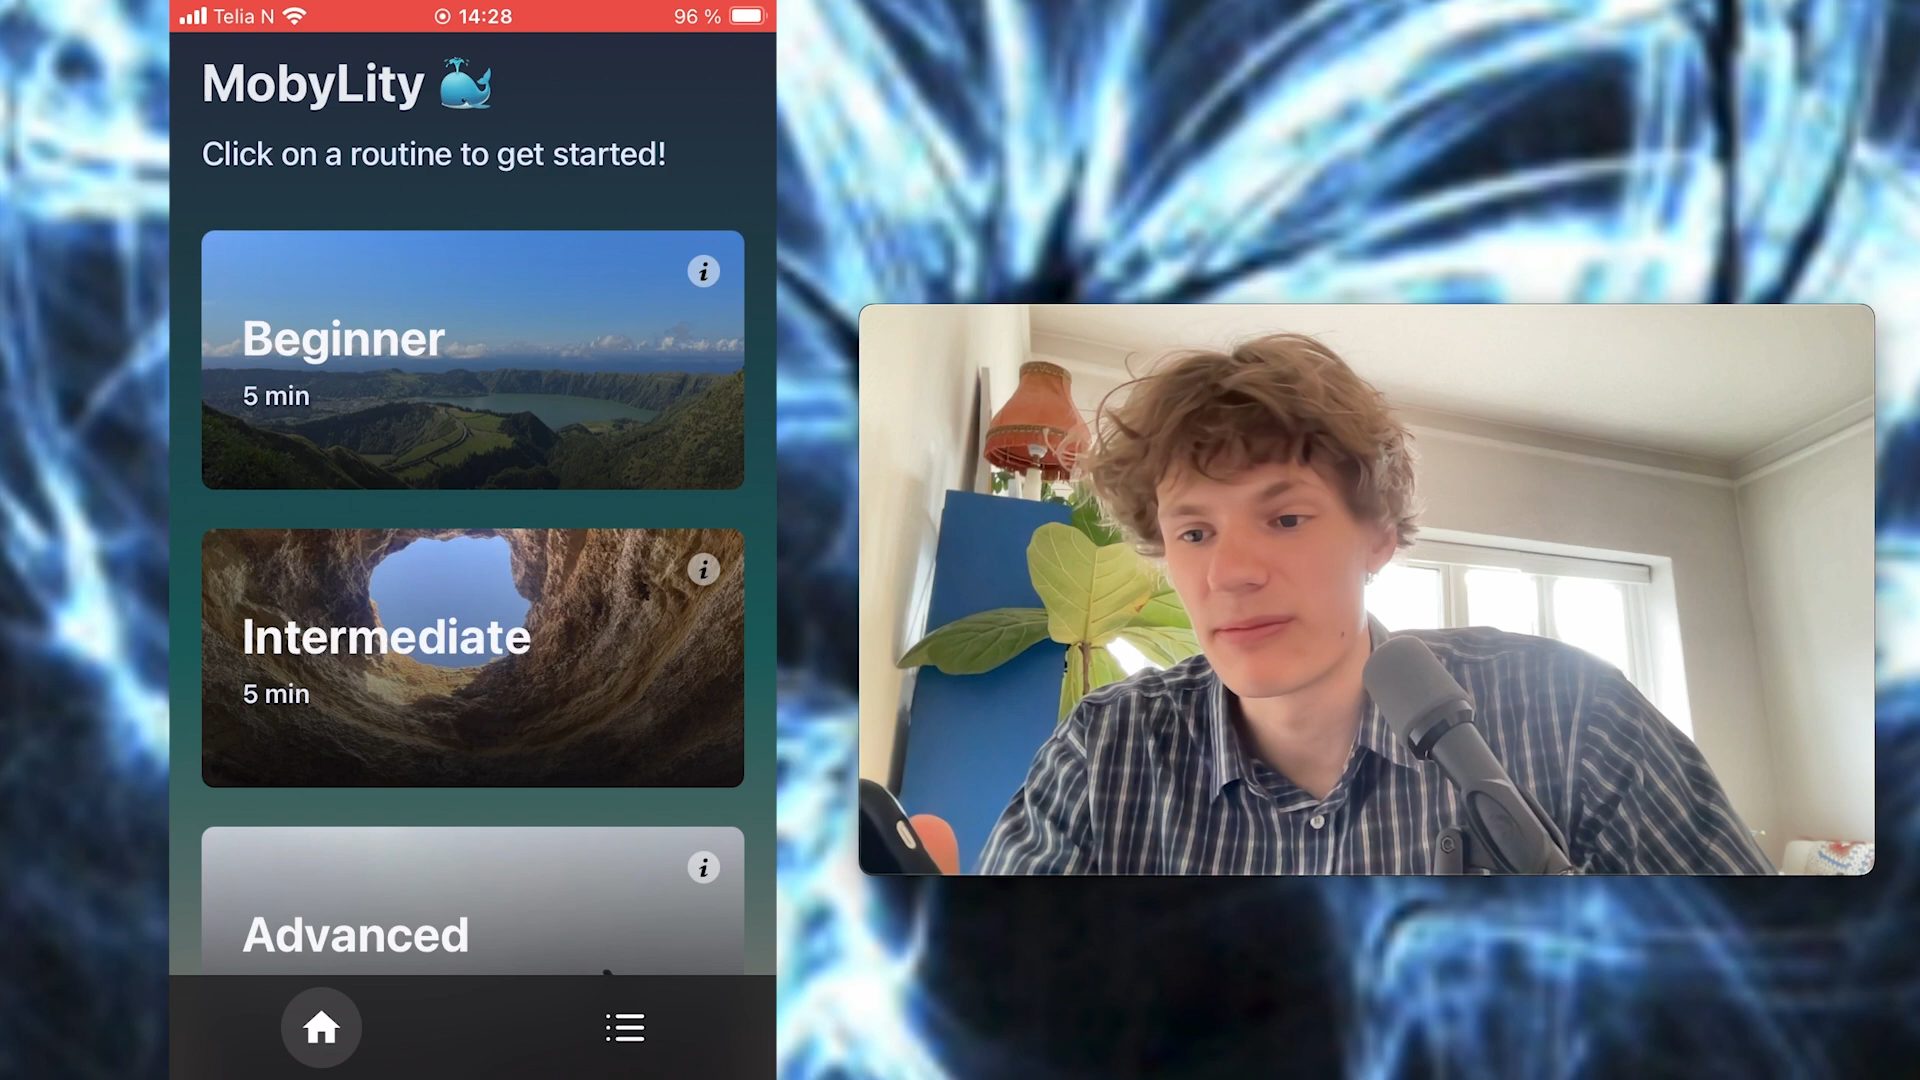 Telia N 14:28 96 %
MobyLity
Click on a routine to get started!
Beginner
5 min
Intermediate
5 min
Advanced